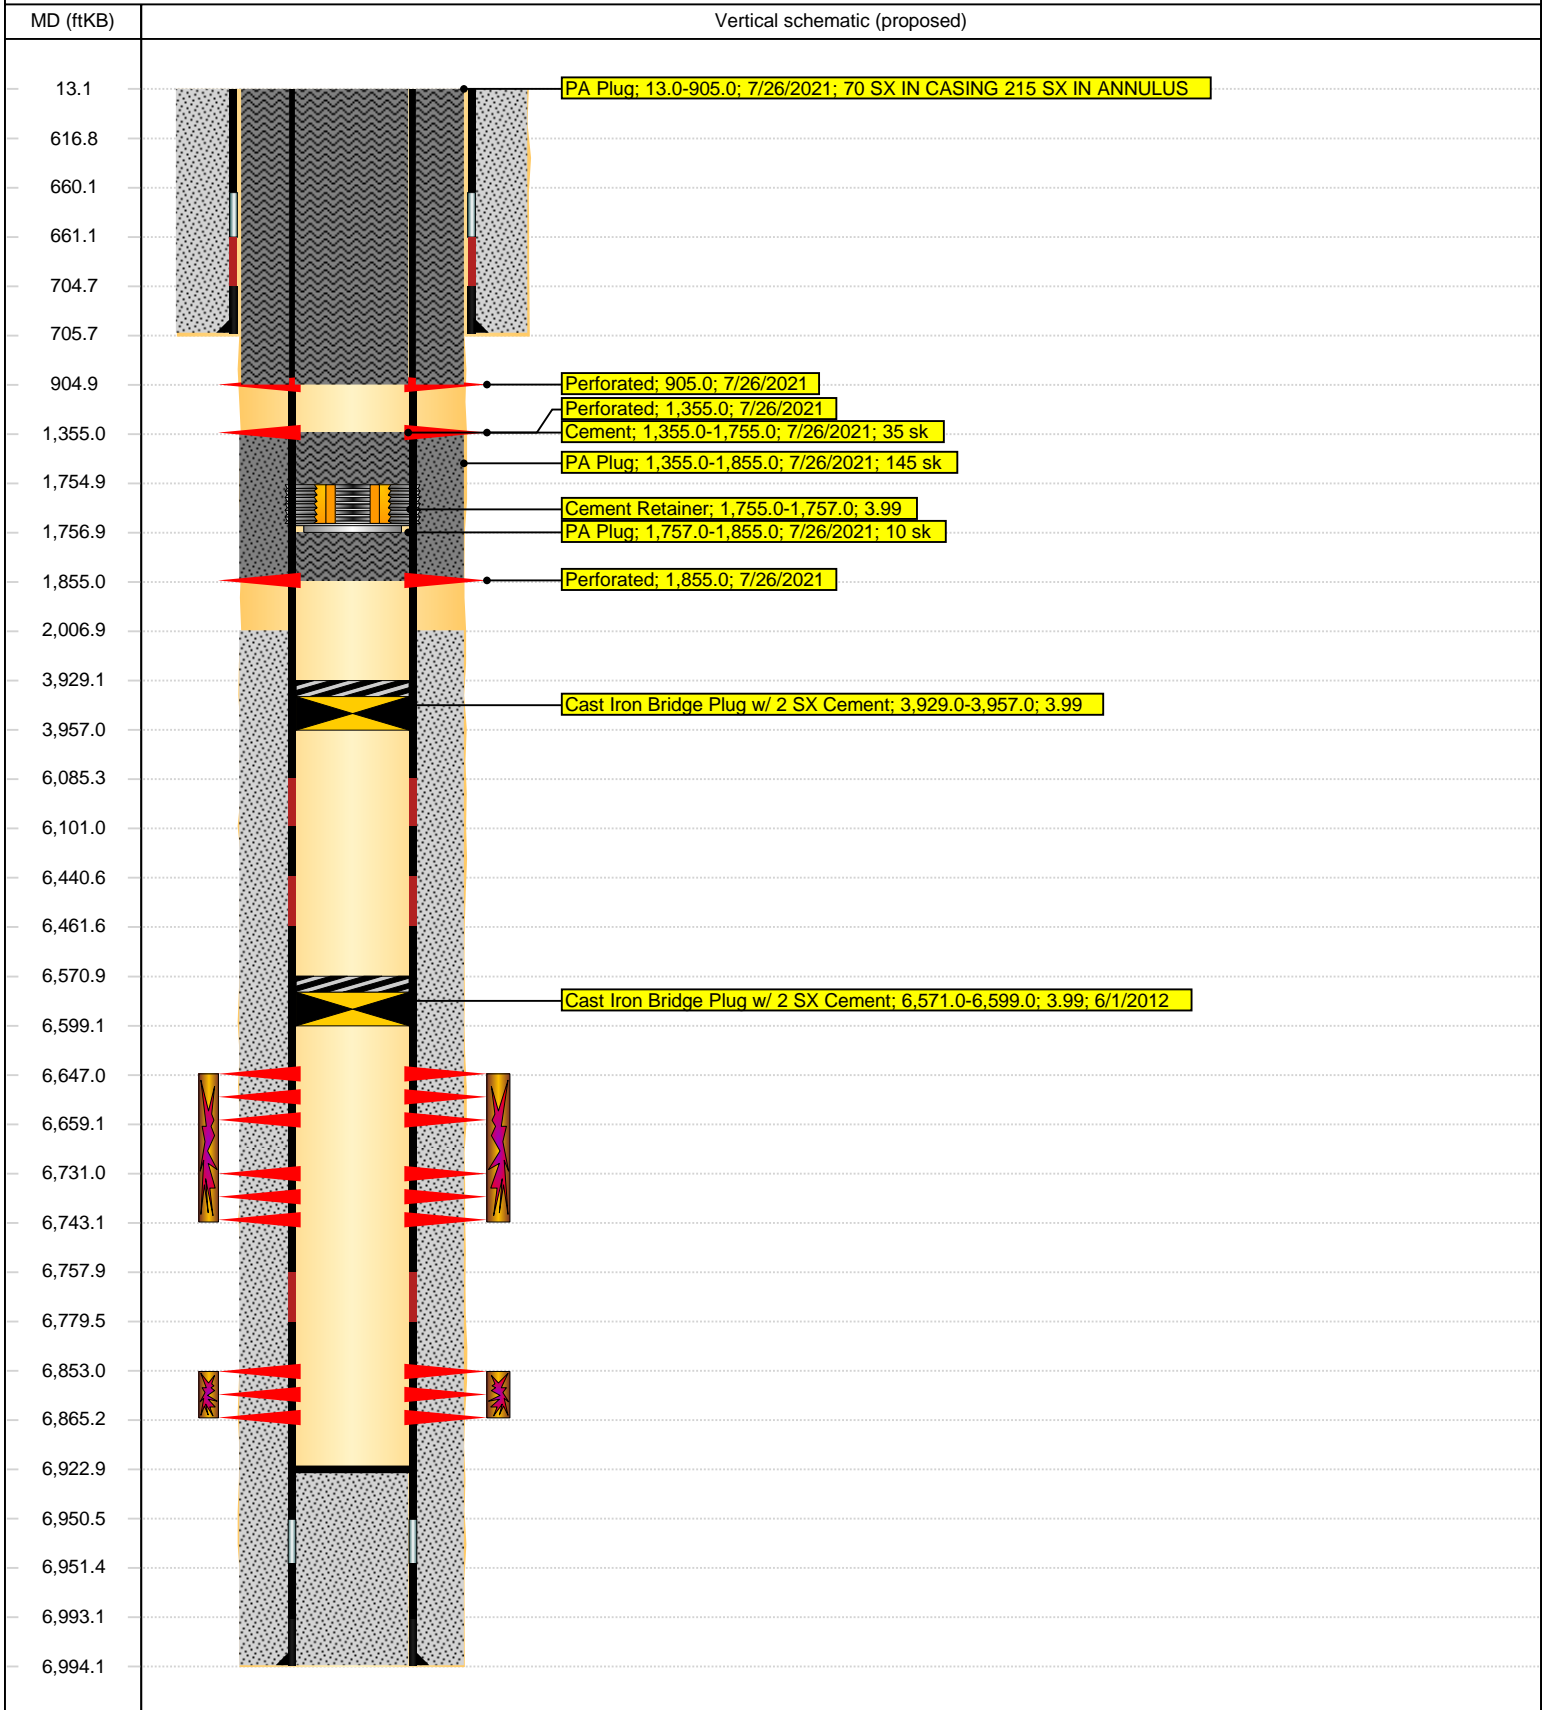 MD (ftKB)
Vertical schematic (proposed)
13.1
PA Plug; 13.0-905.0; 7/26/2021; 70 SX IN CASING 215 SX IN ANNULUS
616.8
660.1
661.1
704.7
705.7
904.9
Perforated; 905.0; 7/26/2021
Perforated; 1,355.0; 7/26/2021
1,355.0
Cement; 1,355.0-1,755.0; 7/26/2021; 35 sk
PA Plug; 1,355.0-1,855.0; 7/26/2021; 145 sk
1,754.9
Cement Retainer; 1,755.0-1,757.0; 3.99
1,756.9
PA Plug; 1,757.0-1,855.0; 7/26/2021; 10 sk
1,855.0
Perforated; 1,855.0; 7/26/2021
2,006.9
3,929.1
Cast Iron Bridge Plug w/ 2 SX Cement; 3,929.0-3,957.0; 3.99
3,957.0
6,085.3
6,101.0
6,440.6
6,461.6
6,570.9
Cast Iron Bridge Plug w/ 2 SX Cement; 6,571.0-6,599.0; 3.99; 6/1/2012
6,599.1
6,647.0
6,659.1
6,731.0
6,743.1
6,757.9
6,779.5
6,853.0
6,865.2
6,922.9
6,950.5
6,951.4
6,993.1
6,994.1